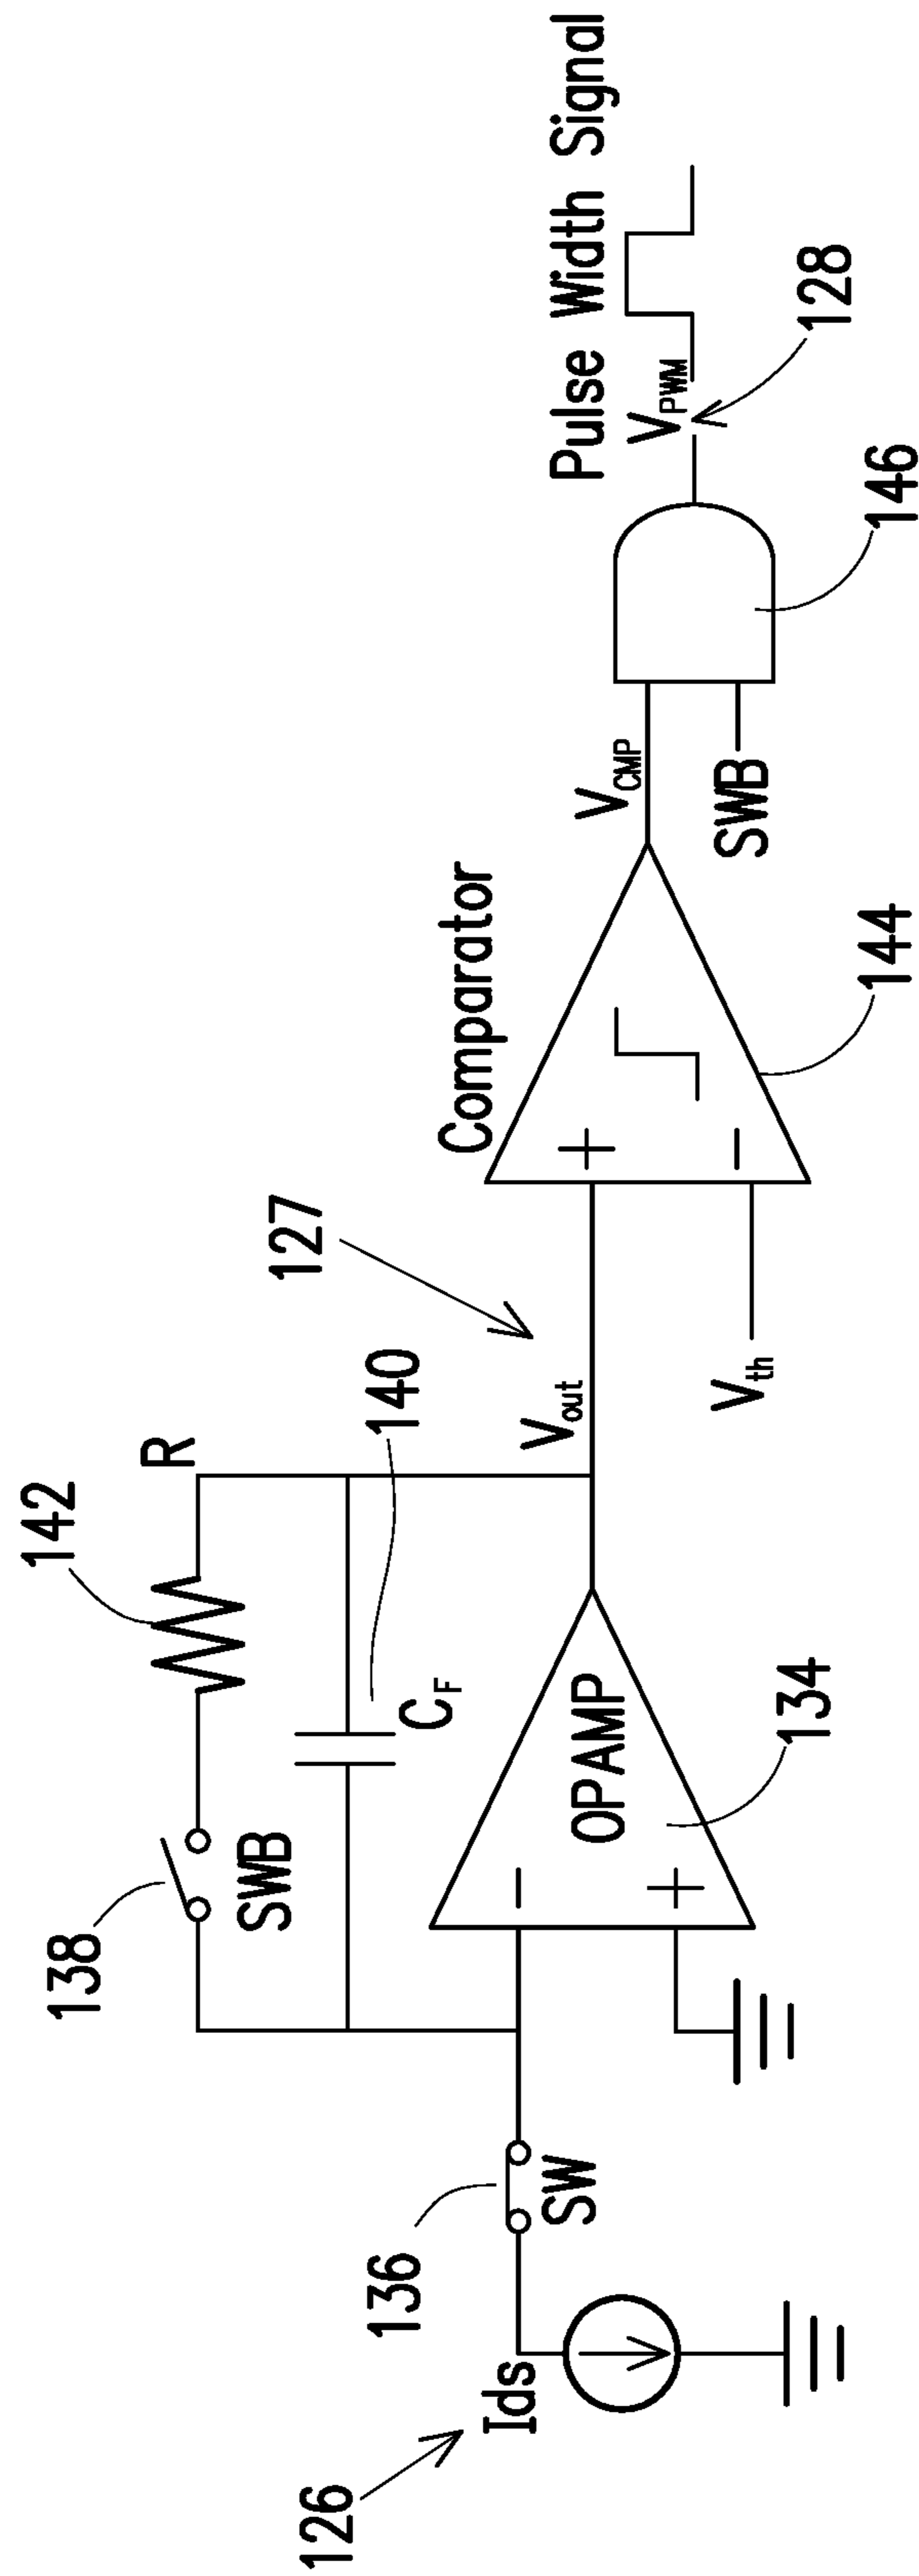 126
Ids
136
SW
138
SWB
142
R
140
C_F
OPAMP
−
+
134
127
V_out
V_th
Comparator
+
−
144
V_CMP
SWB
146
Pulse Width Signal
V_PWM
128